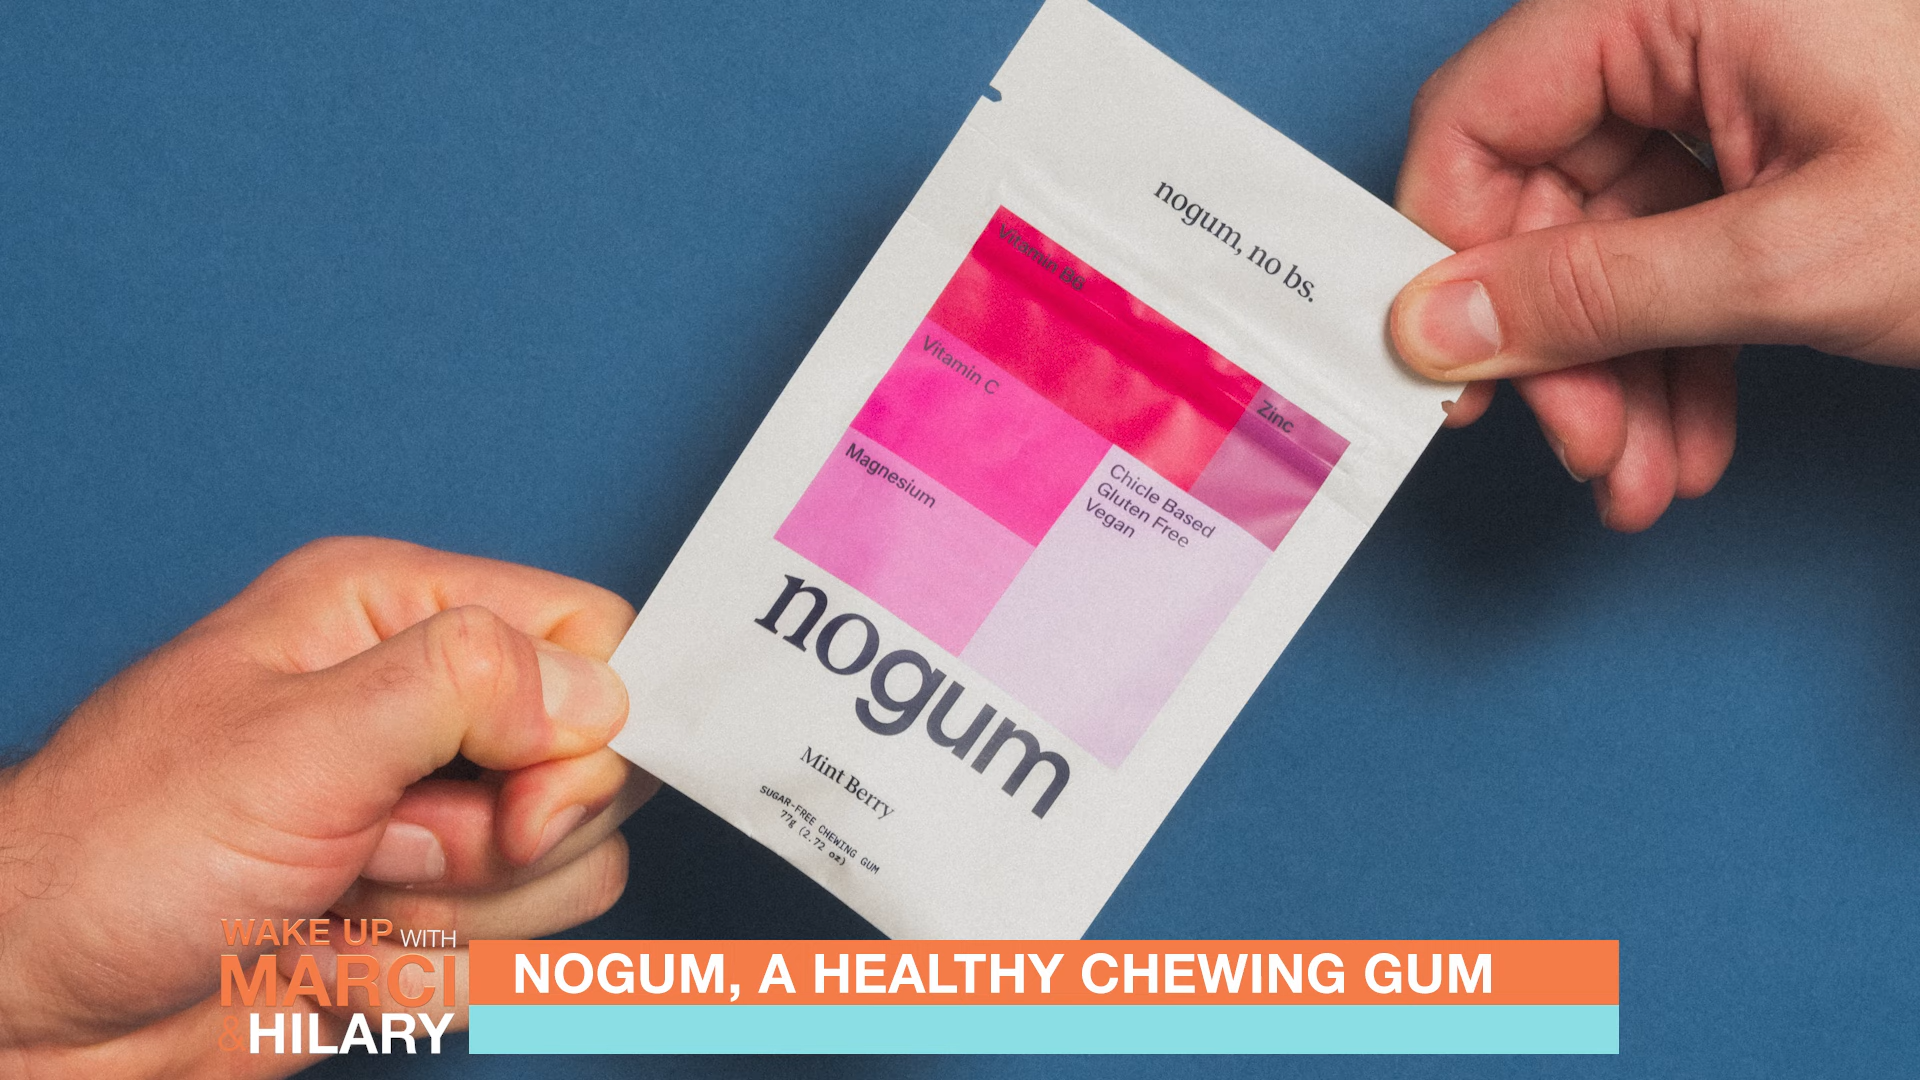 nogum, no bs.
Vitamin B6
Vitamin C
Zinc
Magnesium
Chicle Based
Gluten Free
Vegan
nogum
Mint Berry
SUGAR-FREE CHEWING GUM
77g (2.72 oz)
WAKE UP WITH
MARCI
&HILARY
NOGUM, A HEALTHY CHEWING GUM